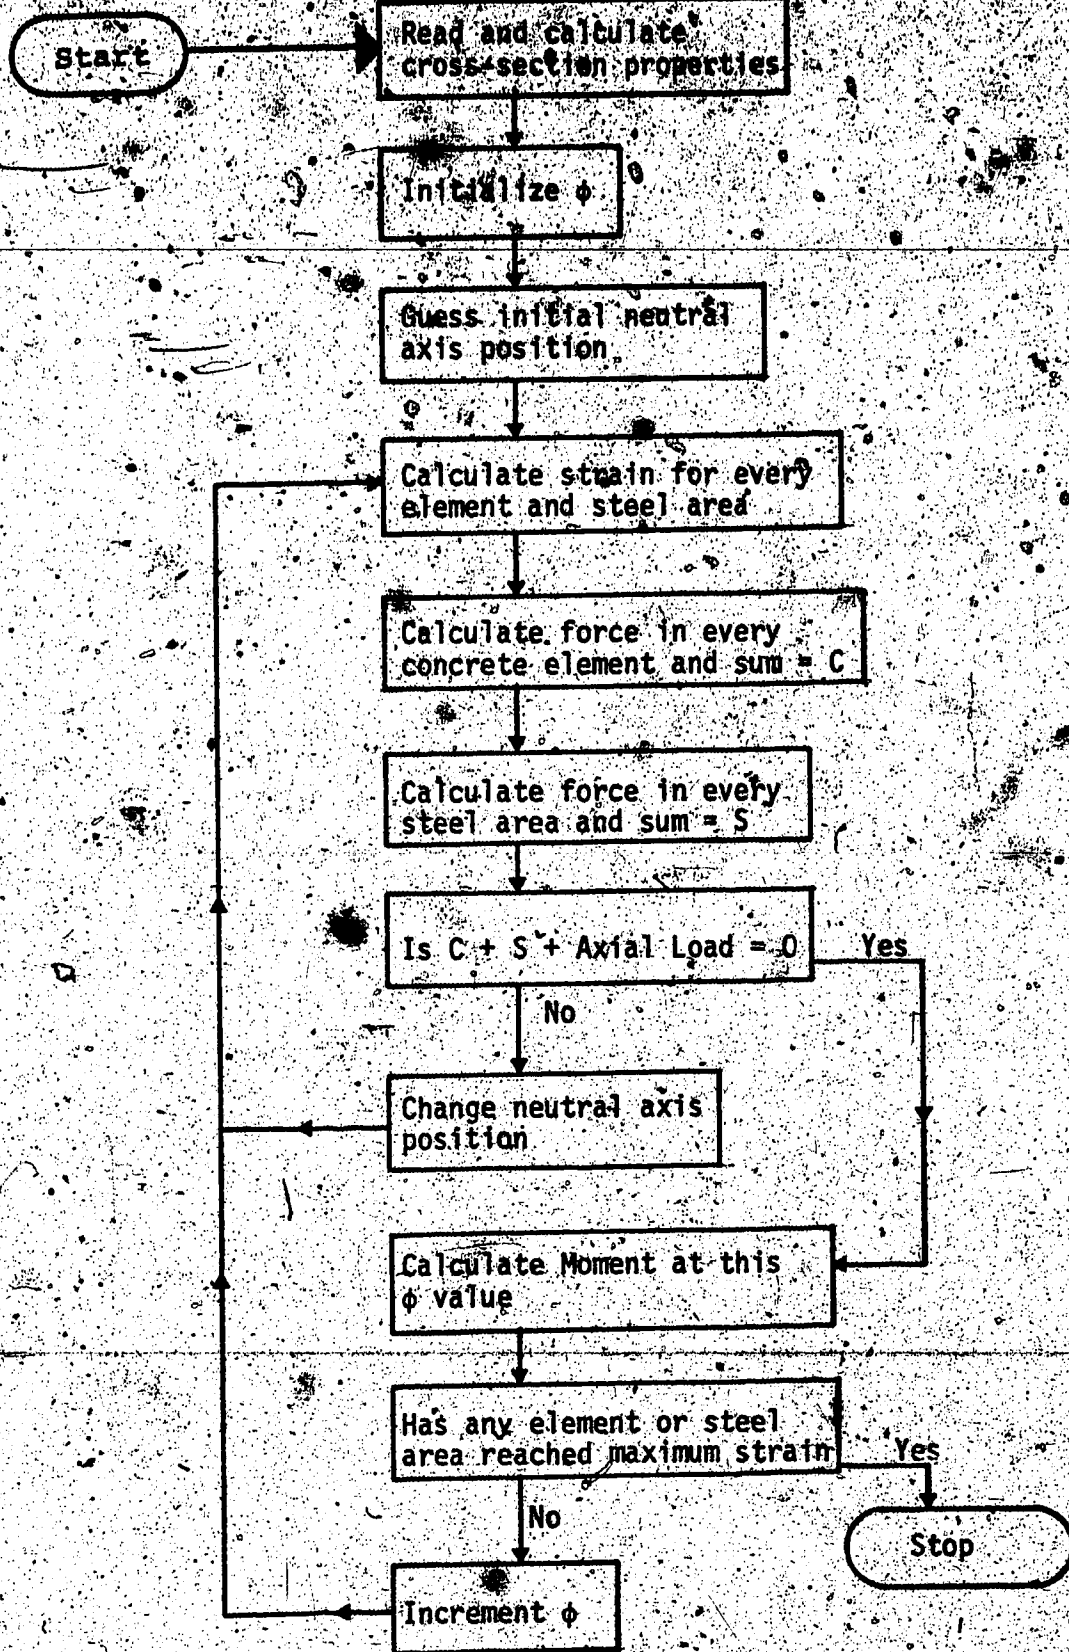 Start
Read and calculate
cross-section properties
Initialize ϕ
Guess initial neutral
axis position
Calculate strain for every
element and steel area
Calculate force in every
concrete element and sum = C
Calculate force in every
steel area and sum = S
Is C + S + Axial Load = 0
Yes
No
Change neutral axis
position
Calculate Moment at this
ϕ value
Has any element or steel
area reached maximum strain
Yes
No
Stop
Increment ϕ